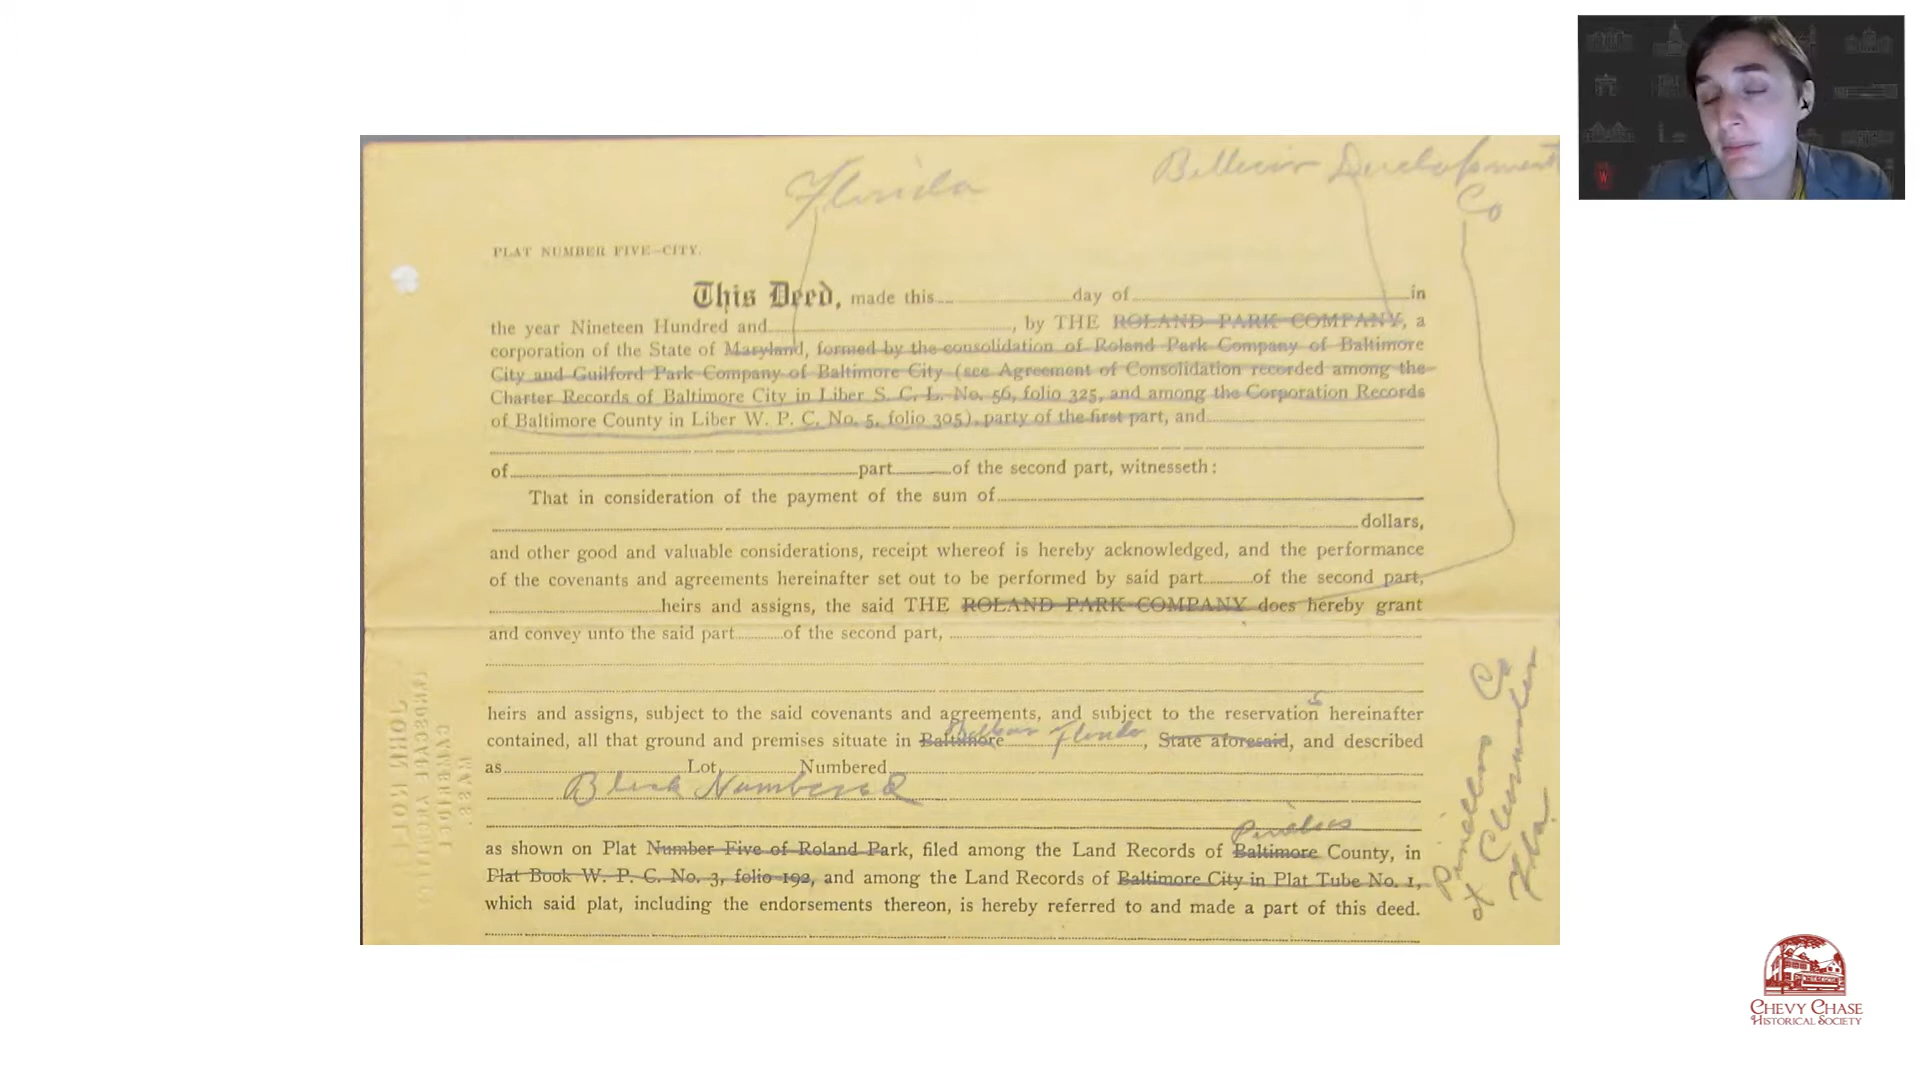 Florida
Belleair Development
Co
PLAT NUMBER FIVE—CITY.
This Deed, made this ........ day of ........ in
the year Nineteen Hundred and ........, by THE ROLAND PARK COMPANY, a
corporation of the State of Maryland, formed by the consolidation of Roland Park Company of Baltimore
City and Guilford Park Company of Baltimore City (see Agreement of Consolidation recorded among the
Charter Records of Baltimore City in Liber S. C. L. No. 56, folio 325, and among the Corporation Records
of Baltimore County in Liber W. P. C. No. 5, folio 305), party of the first part, and
of ........ part ........ of the second part, witnesseth:
That in consideration of the payment of the sum of
dollars,
and other good and valuable considerations, receipt whereof is hereby acknowledged, and the performance
of the covenants and agreements hereinafter set out to be performed by said part ........ of the second part,
heirs and assigns, the said THE ROLAND PARK COMPANY does hereby grant
and convey unto the said part ........ of the second part,
heirs and assigns, subject to the said covenants and agreements, and subject to the reservations hereinafter
Belleair Florida
contained, all that ground and premises situate in Baltimore ........, State aforesaid, and described
as ........ Lot ........ Numbered
Block Numbered
Pinellas
as shown on Plat Number Five of Roland Park, filed among the Land Records of Baltimore County, in
Plat Book W. P. C. No. 3, folio 192, and among the Land Records of Baltimore City in Plat Tube No. 1,
which said plat, including the endorsements thereon, is hereby referred to and made a part of this deed.
Pinellas Co
Clearwater
Fla.
JOHN NOLEN
LANDSCAPE ARCHITECT
CAMBRIDGE
MASS.
W
CHEVY CHASE
HISTORICAL SOCIETY